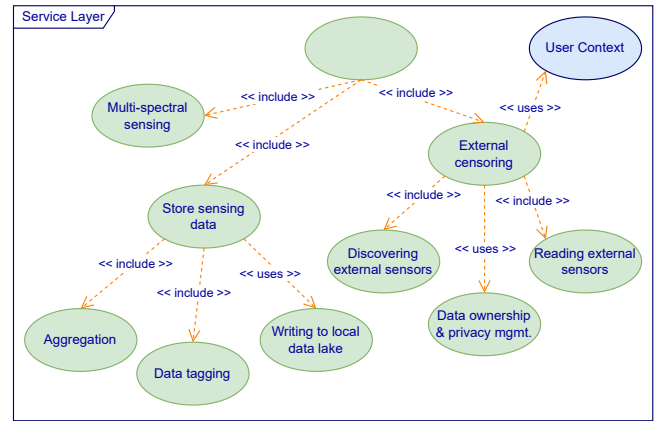 Service Layer
User Context
<< include >>
<< include >>
Multi-spectral
sensing
<< uses >>
<< include >>
External
censoring
<< include >>
<< include >>
Store sensing
data
<< uses >>
Discovering
external sensors
Reading external
sensors
<< include >>
<< uses >>
<< include >>
Data ownership
& privacy mgmt.
Aggregation
Writing to local
data lake
Data tagging